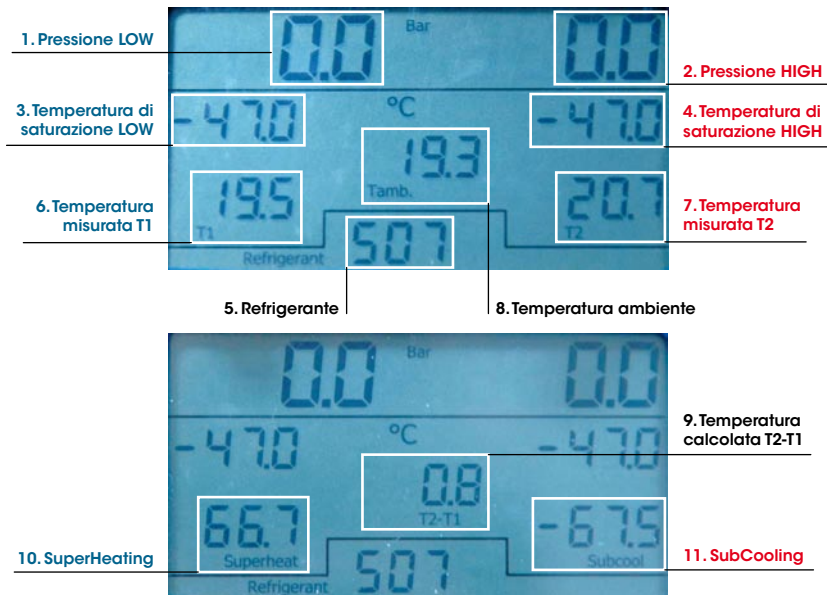 1. Pressione LOW
0.0
Bar
0.0
2. Pressione HIGH
3. Temperatura di
saturazione LOW
-47.0
°C
-47.0
4. Temperatura di
saturazione HIGH
19.3
Tamb.
6. Temperatura
misurata T1
19.5
T1
20.7
T2
7. Temperatura
misurata T2
Refrigerant
507
5. Refrigerante
8. Temperatura ambiente
0.0
Bar
0.0
9. Temperatura
calcolata T2-T1
-47.0
°C
-47.0
0.8
T2-T1
10. SuperHeating
66.7
Superheat
-67.5
Subcool
11. SubCooling
Refrigerant
507